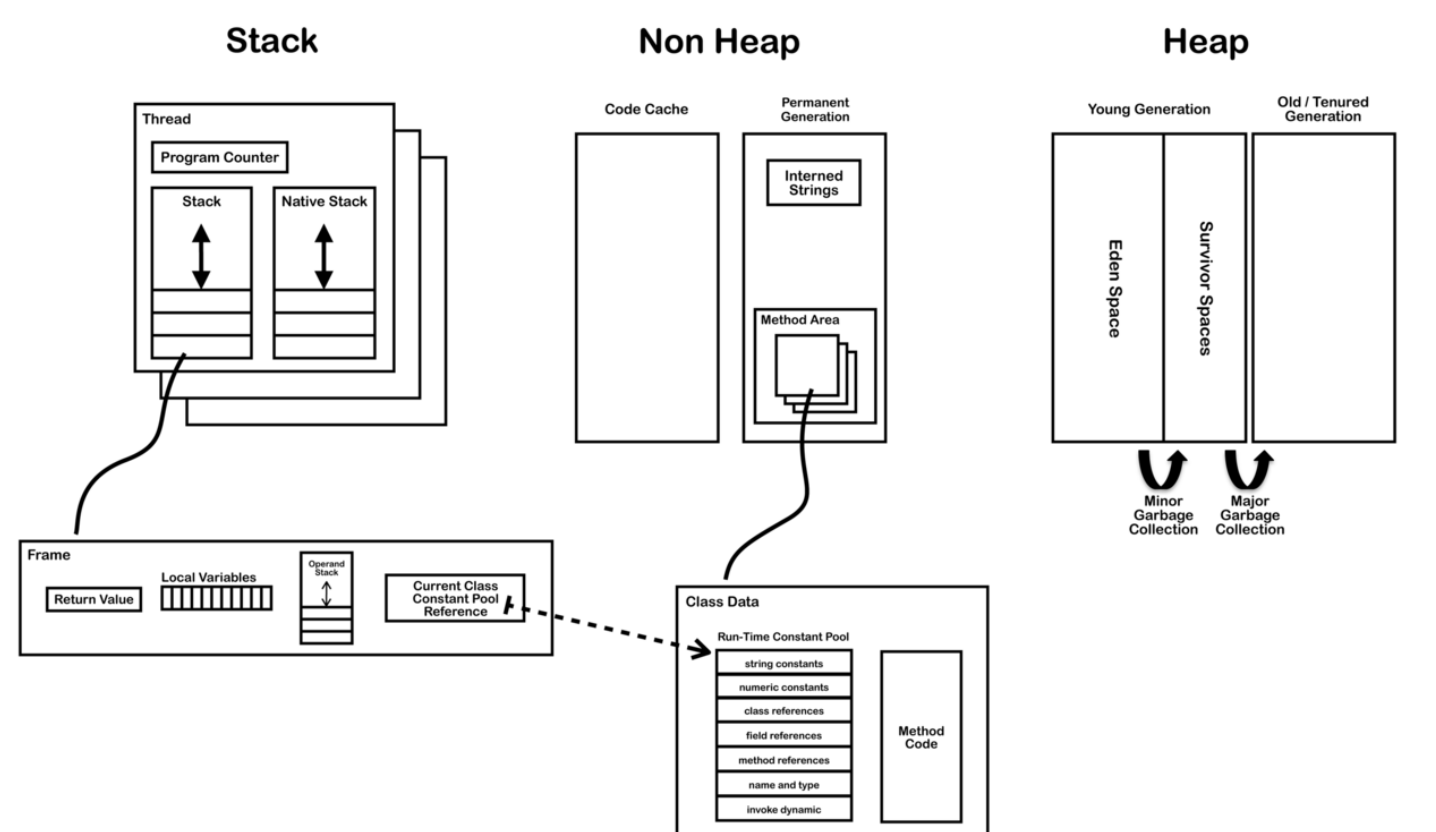 Stack
Non Heap
Heap
Thread
Program Counter
Stack
Native Stack
Code Cache
Permanent
Generation
Interned
Strings
Method Area
Young Generation
Old / Tenured
Generation
Eden Space
Survivor Spaces
Minor
Garbage
Collection
Major
Garbage
Collection
Frame
Return Value
Local Variables
Operand
Stack
Current Class
Constant Pool
Reference
Class Data
Run-Time Constant Pool
string constants
numeric constants
class references
field references
method references
name and type
invoke dynamic
Method
Code